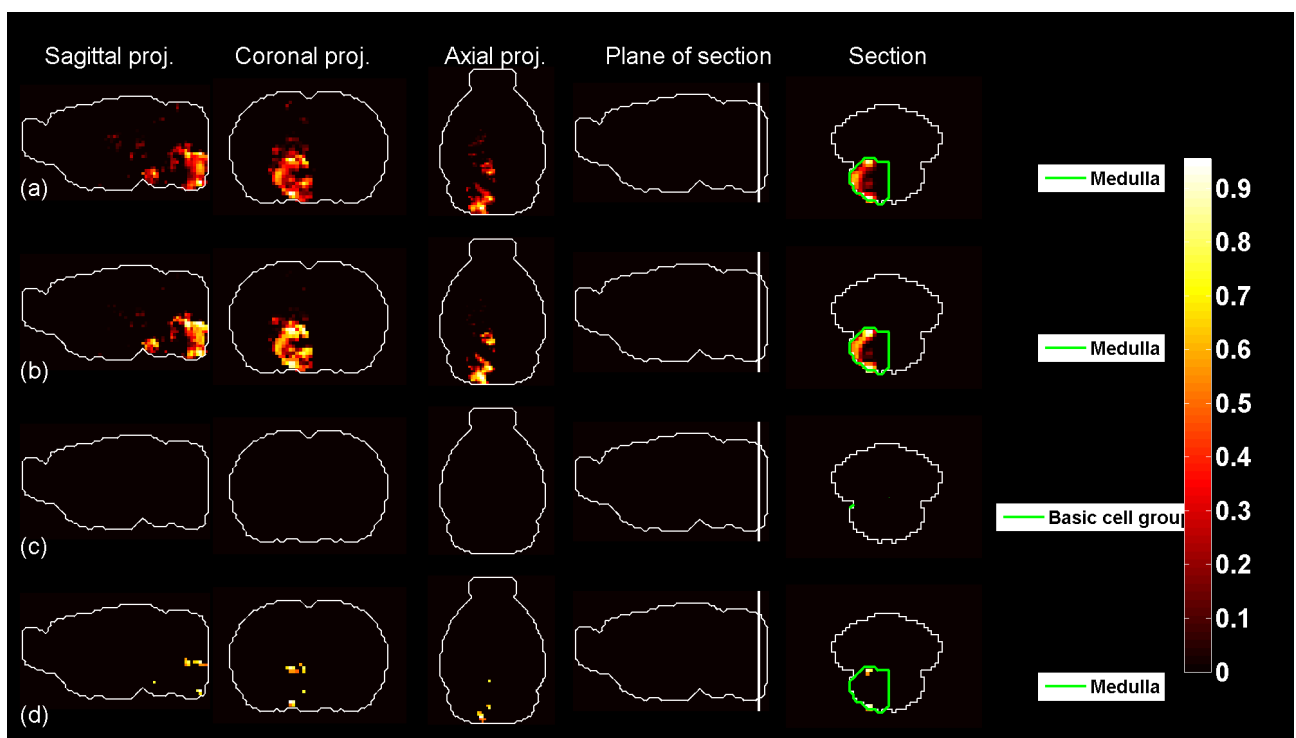 Sagittal proj. Coronal proj. Axial proj. Plane of section Section
(a) Medulla
(b) Medulla
(c) Basic cell group
(d) Medulla
0.9
0.8
0.7
0.6
0.5
0.4
0.3
0.2
0.1
0